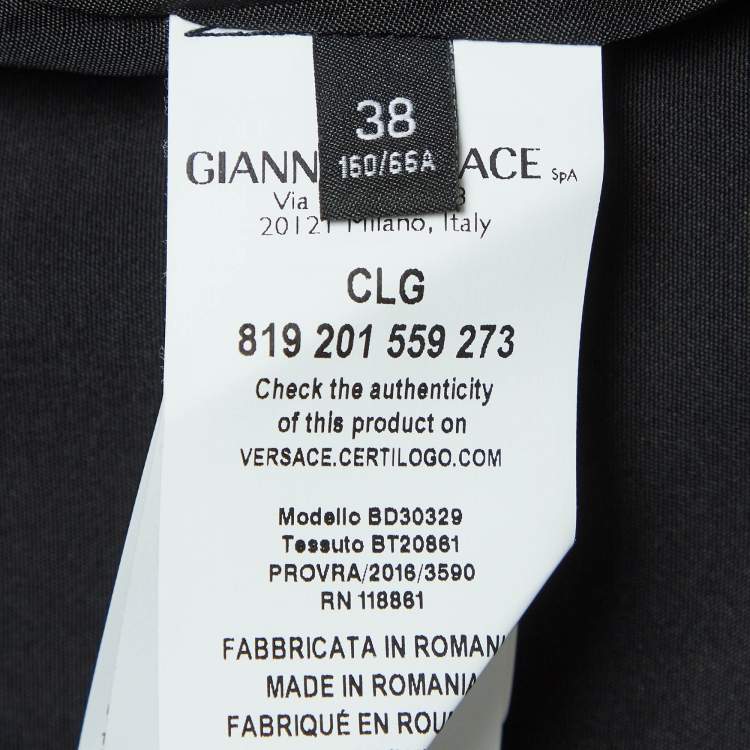 38
160/66A
GIANN ACE SpA
Via
20121 Milano, Italy
CLG
819 201 559 273
Check the authenticity
of this product on
VERSACE.CERTILOGO.COM
Modello BD30329
Tessuto BT20861
PROVRA/2016/3590
RN 118861
FABBRICATA IN ROMANI
MADE IN ROMANIA
FABRIQUÉ EN ROU